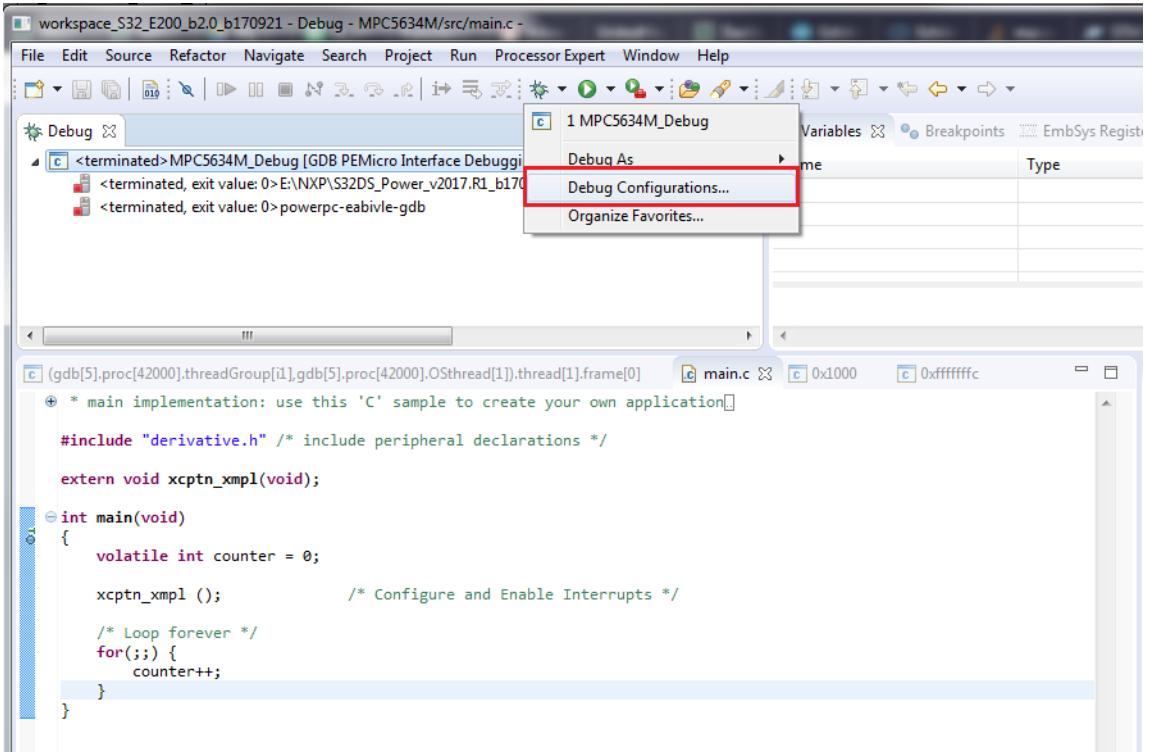 workspace_S32_E200_b2.0_b170921 - Debug - MPC5634M/src/main.c -
File Edit Source Refactor Navigate Search Project Run Processor Expert Window Help
Debug
1 MPC5634M_Debug
Debug As
Debug Configurations...
Organize Favorites...
Variables Breakpoints EmbSys Registe
me Type
<terminated>MPC5634M_Debug [GDB PEMicro Interface Debuggi
<terminated, exit value: 0>E:\NXP\S32DS_Power_v2017.R1_b170
<terminated, exit value: 0>powerpc-eabivle-gdb
(gdb[5].proc[42000].threadGroup[i1],gdb[5].proc[42000].OSthread[1]).thread[1].frame[0] main.c 0x1000 0xfffffffc
* main implementation: use this 'C' sample to create your own application
#include "derivative.h" /* include peripheral declarations */
extern void xcptn_xmpl(void);
int main(void)
{
volatile int counter = 0;
xcptn_xmpl (); /* Configure and Enable Interrupts */
/* Loop forever */
for(;;) {
counter++;
}
}